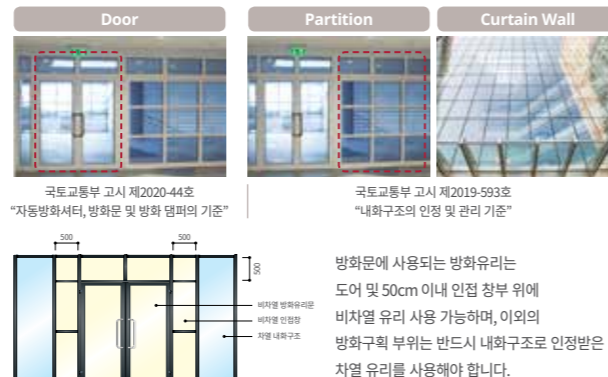 Door
Partition
Curtain Wall
국토교통부 고시 제2020-44호
“자동방화셔터, 방화문 및 방화 댐퍼의 기준”
국토교통부 고시 제2019-593호
“내화구조의 인정 및 관리 기준”
500
500
500
비차열 방화유리문
비차열 인접창
차열 내화구조
방화문에 사용되는 방화유리는
도어 및 50cm 이내 인접 창부 위에
비차열 유리 사용 가능하며, 이외의
방화구획 부위는 반드시 내화구조로 인정받은
차열 유리를 사용해야 합니다.